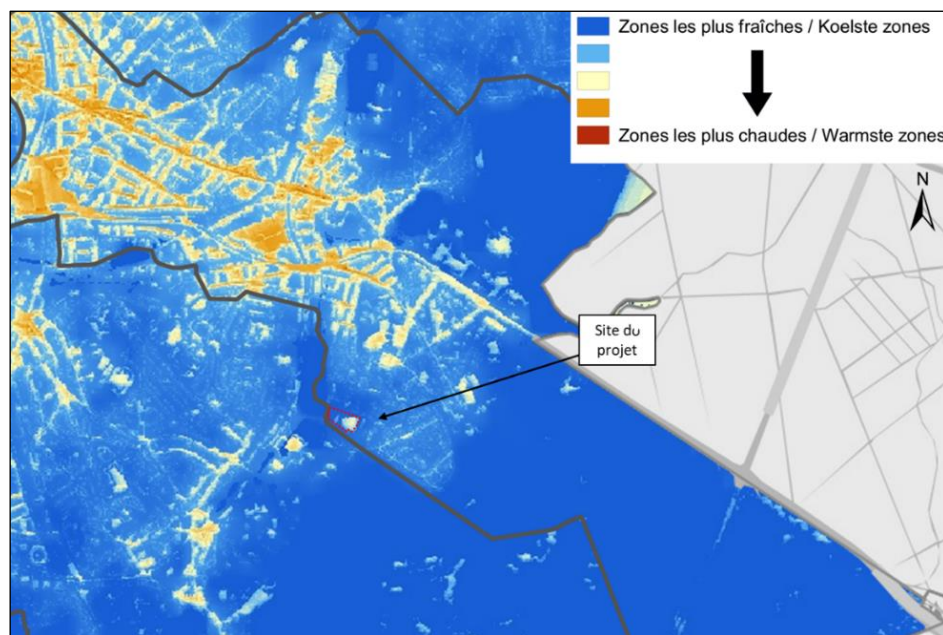 Zones les plus fraîches / Koelste zones
Zones les plus chaudes / Warmste zones
N
Site du
projet